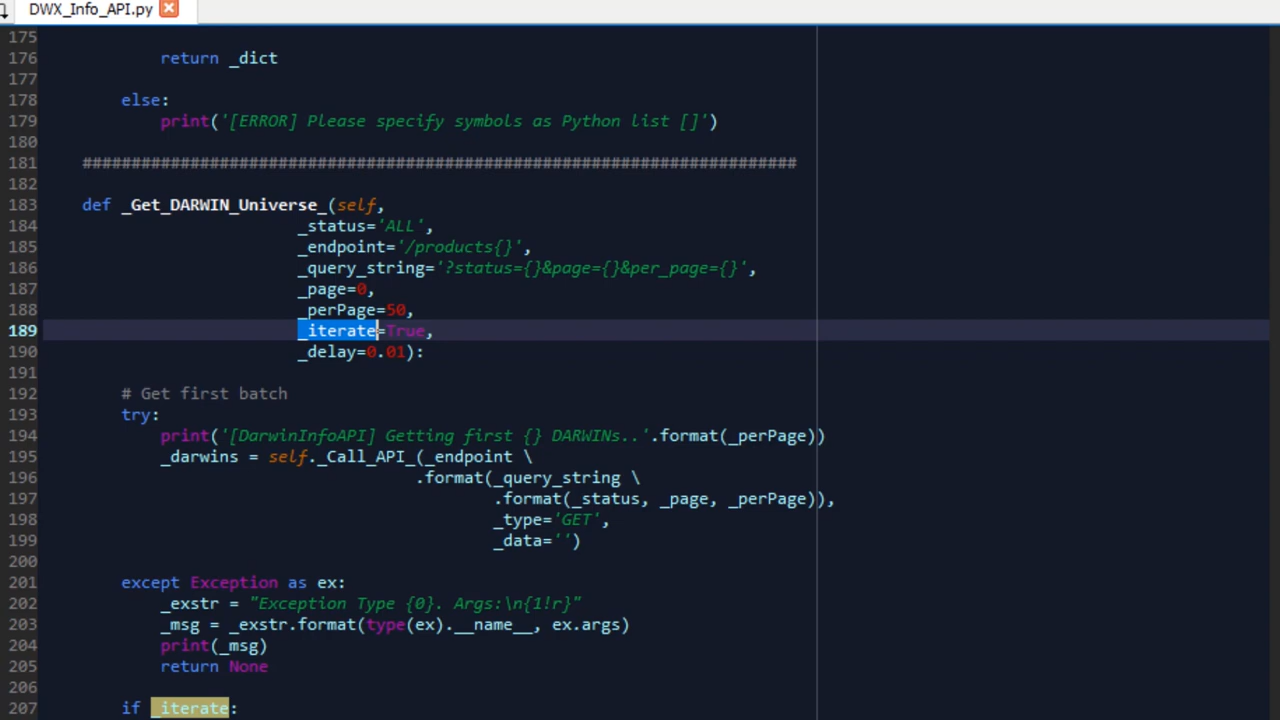 DWX_Info_API.py
175
176 return _dict
177
178 else:
179 print('[ERROR] Please specify symbols as Python list []')
180
181 #########################################################################
182
183 def _Get_DARWIN_Universe_(self,
184 _status='ALL',
185 _endpoint='/products{}',
186 _query_string='?status={}&page={}&per_page={}',
187 _page=0,
188 _perPage=50,
189 _iterate=True,
190 _delay=0.01):
191
192 # Get first batch
193 try:
194 print('[DarwinInfoAPI] Getting first {} DARWINs..'.format(_perPage))
195 _darwins = self._Call_API_(_endpoint \
196 .format(_query_string \
197 .format(_status, _page, _perPage)),
198 _type='GET',
199 _data='')
200
201 except Exception as ex:
202 _exstr = "Exception Type {0}. Args:\n{1!r}"
203 _msg = _exstr.format(type(ex).__name__, ex.args)
204 print(_msg)
205 return None
206
207 if _iterate: